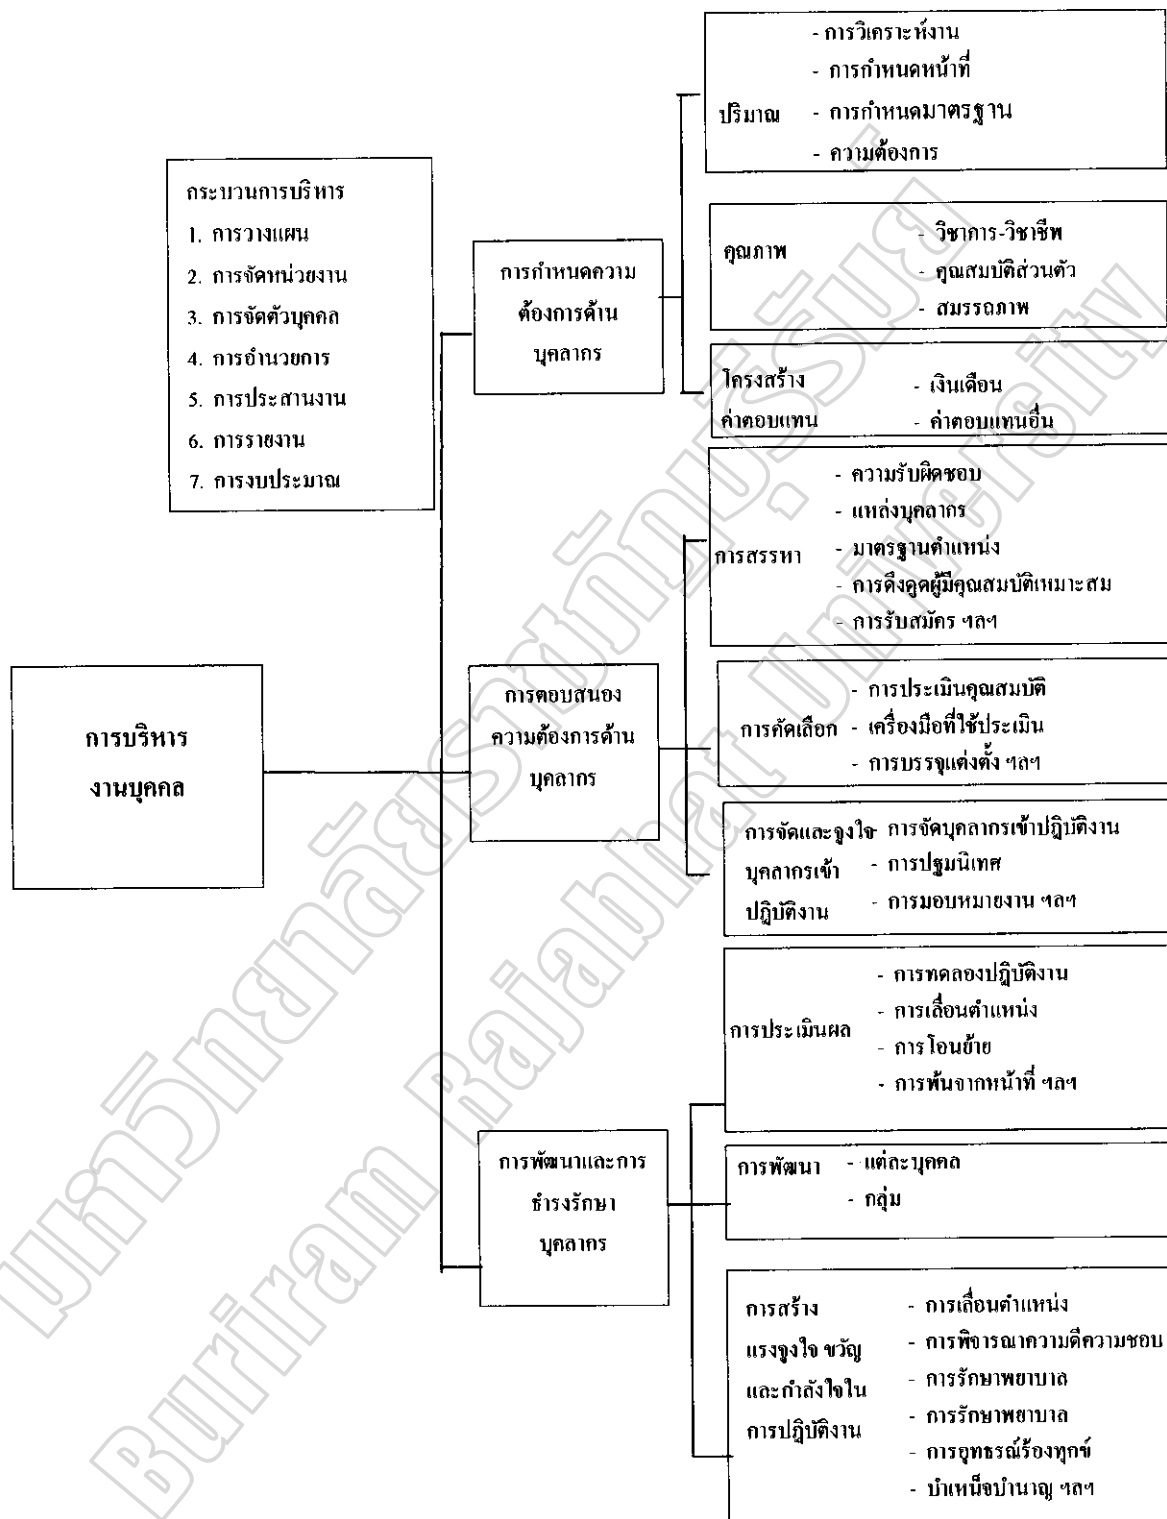 - การวิเคราะห์งาน
- การกำหนดหน้าที่
ปริมาณ - การกำหนดมาตรฐาน
- ความต้องการ
กระบวนการบริหาร
1. การวางแผน
2. การจัดหน่วยงาน
3. การจัดตัวบุคคล
4. การอำนวยการ
5. การประสานงาน
6. การรายงาน
7. การงบประมาณ
การกำหนดความ
ต้องการด้าน
บุคลากร
คุณภาพ - วิชาการ-วิชาชีพ
- คุณสมบัติส่วนตัว
- สมรรถภาพ
โครงสร้าง - เงินเดือน
ค่าตอบแทน - ค่าตอบแทนอื่น
- ความรับผิดชอบ
- แหล่งบุคลากร
การสรรหา - มาตรฐานตำแหน่ง
- การดึงดูดผู้มีคุณสมบัติเหมาะสม
- การรับสมัคร ฯลฯ
การบริหาร
งานบุคคล
การตอบสนอง
ความต้องการด้าน
บุคลากร
- การประเมินคุณสมบัติ
การคัดเลือก - เครื่องมือที่ใช้ประเมิน
- การบรรจุแต่งตั้ง ฯลฯ
การจัดและจูงใจ - การจัดบุคลากรเข้าปฏิบัติงาน
บุคลากรเข้า - การปฐมนิเทศ
ปฏิบัติงาน - การมอบหมายงาน ฯลฯ
- การทดลองปฏิบัติงาน
- การเลื่อนตำแหน่ง
การประเมินผล
- การโอนย้าย
- การพ้นจากหน้าที่ ฯลฯ
การพัฒนาและการ
ธำรงรักษา
บุคลากร
การพัฒนา - แต่ละบุคคล
- กลุ่ม
การสร้าง - การเลื่อนตำแหน่ง
แรงจูงใจ ขวัญ - การพิจารณาความดีความชอบ
และกำลังใจใน - การรักษาพยาบาล
การปฏิบัติงาน - การรักษาพยาบาล
- การอุทธรณ์ร้องทุกข์
- บำเหน็จบำนาญ ฯลฯ
มหาวิทยาลัยราชภัฏบุรีรัมย์
Buriram Rajabhat University